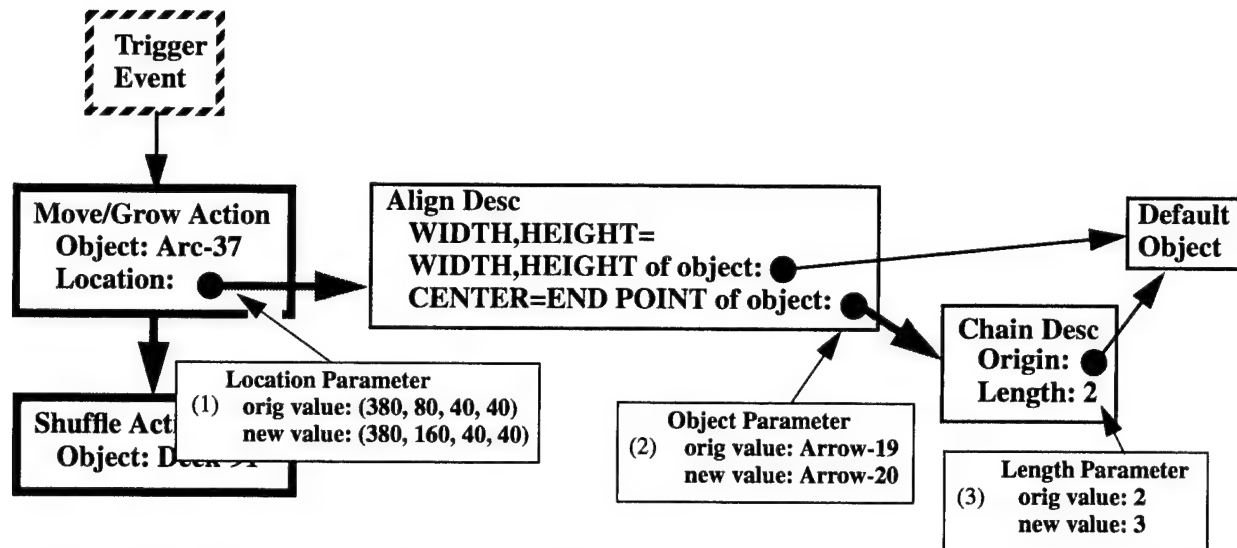 Trigger
Event
Move/Grow Action
Object: Arc-37
Location:
Align Desc
WIDTH,HEIGHT=
WIDTH,HEIGHT of object:
CENTER=END POINT of object:
Default
Object
Chain Desc
Origin:
Length: 2
Shuffle Acti
Object:
Location Parameter
(1) orig value: (380, 80, 40, 40)
new value: (380, 160, 40, 40)
Object Parameter
(2) orig value: Arrow-19
new value: Arrow-20
Length Parameter
(3) orig value: 2
new value: 3